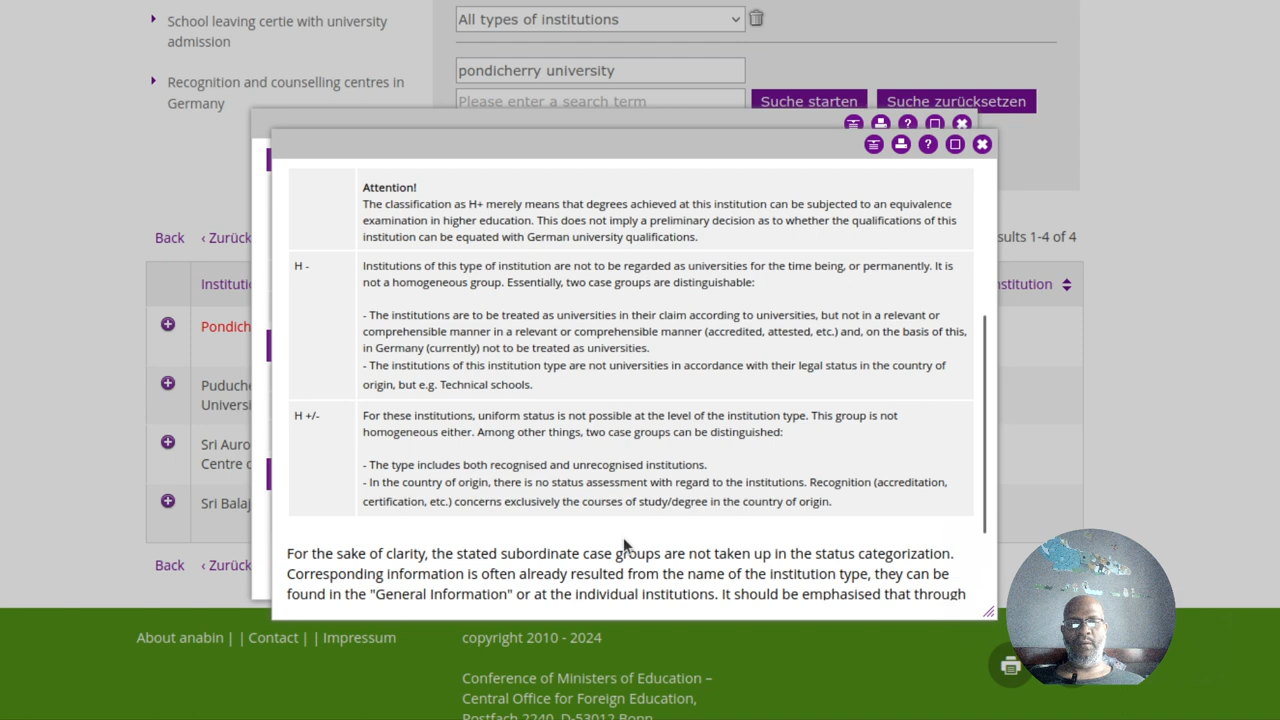 School leaving certie with university
admission
Recognition and counselling centres in
Germany
All types of institutions
pondicherry university
Please enter a search term
Suche starten
Suche zurücksetzen
?
?
Attention!
The classification as H+ merely means that degrees achieved at this institution can be subjected to an equivalence
examination in higher education. This does not imply a preliminary decision as to whether the qualifications of this
institution can be equated with German university qualifications.
H -
Institutions of this type of institution are not to be regarded as universities for the time being, or permanently. It is
not a homogeneous group. Essentially, two case groups are distinguishable:
- The institutions are to be treated as universities in their claim according to universities, but not in a relevant or
comprehensible manner in a relevant or comprehensible manner (accredited, attested, etc.) and, on the basis of this,
in Germany (currently) not to be treated as universities.
- The institutions of this institution type are not universities in accordance with their legal status in the country of
origin, but e.g. Technical schools.
H +/-
For these institutions, uniform status is not possible at the level of the institution type. This group is not
homogeneous either. Among other things, two case groups can be distinguished:
- The type includes both recognised and unrecognised institutions.
- In the country of origin, there is no status assessment with regard to the institutions. Recognition (accreditation,
certification, etc.) concerns exclusively the courses of study/degree in the country of origin.
For the sake of clarity, the stated subordinate case groups are not taken up in the status categorization.
Corresponding information is often already resulted from the name of the institution type, they can be
found in the "General Information" or at the individual institutions. It should be emphasised that through
Back ‹ Zurück
sults 1-4 of 4
Instituti
nstitution
Pondich
Puduche
Universi
Sri Auro
Centre
Sri Balaj
Back ‹ Zurück
About anabin | | Contact | | Impressum
copyright 2010 - 2024
Conference of Ministers of Education –
Central Office for Foreign Education,
Postfach 2240, D-53012 Bonn